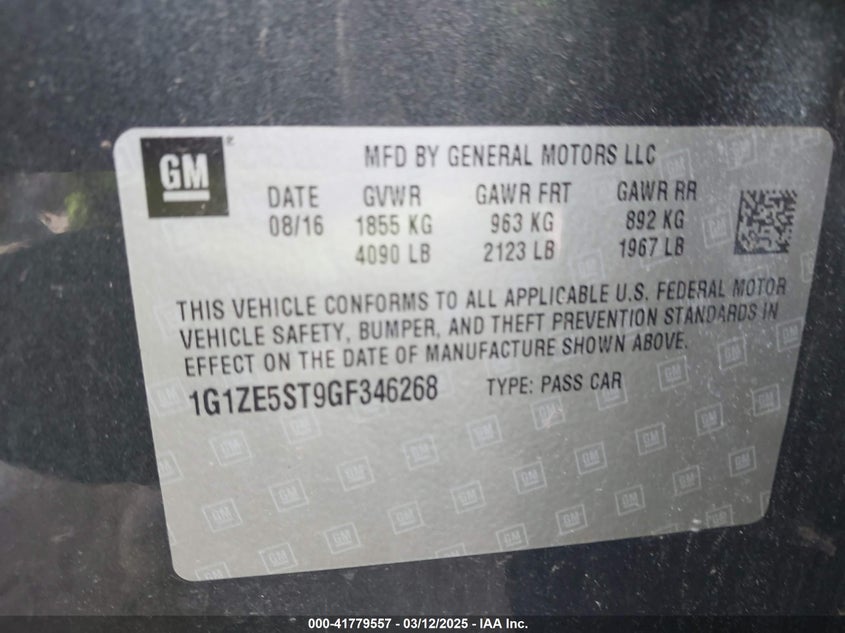 GM®
MFD BY GENERAL MOTORS LLC
DATE GVWR GAWR FRT GAWR RR
08/16 1855 KG 963 KG 892 KG
4090 LB 2123 LB 1967 LB
THIS VEHICLE CONFORMS TO ALL APPLICABLE U.S. FEDERAL MOTOR
VEHICLE SAFETY, BUMPER, AND THEFT PREVENTION STANDARDS IN
EFFECT ON THE DATE OF MANUFACTURE SHOWN ABOVE.
1G1ZE5ST9GF346268 TYPE: PASS CAR
000-41779557 - 03/12/2025 - IAA Inc.